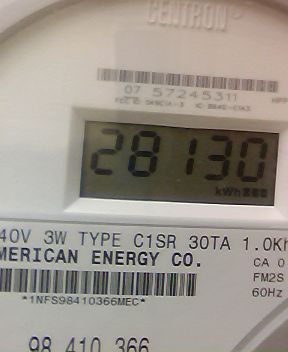 CENTRON®
07 57245311
28130
kWh
40V 3W TYPE C1SR 30TA 1.0Kh
MERICAN ENERGY CO.
CA 0
FM2S
*1NFS98410366MEC*
60Hz
98 410 366